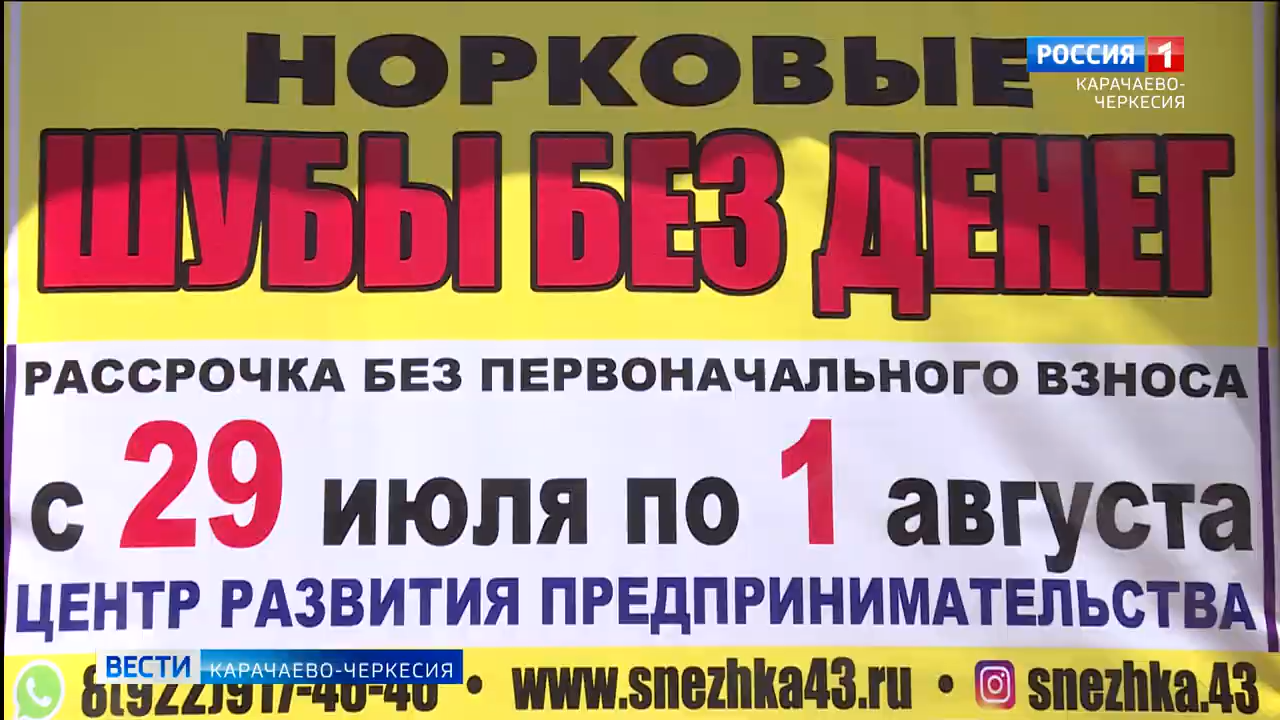 НОРКОВЫЕ
РОССИЯ 1
КАРАЧАЕВО-
ЧЕРКЕСИЯ
ШУБЫ БЕЗ ДЕНЕГ
РАССРОЧКА БЕЗ ПЕРВОНАЧАЛЬНОГО ВЗНОСА
с 29 июля по 1 августа
ЦЕНТР РАЗВИТИЯ ПРЕДПРИНИМАТЕЛЬСТВА
ВЕСТИ КАРАЧАЕВО-ЧЕРКЕСИЯ
• www.snezhka43.ru • snezhka.43